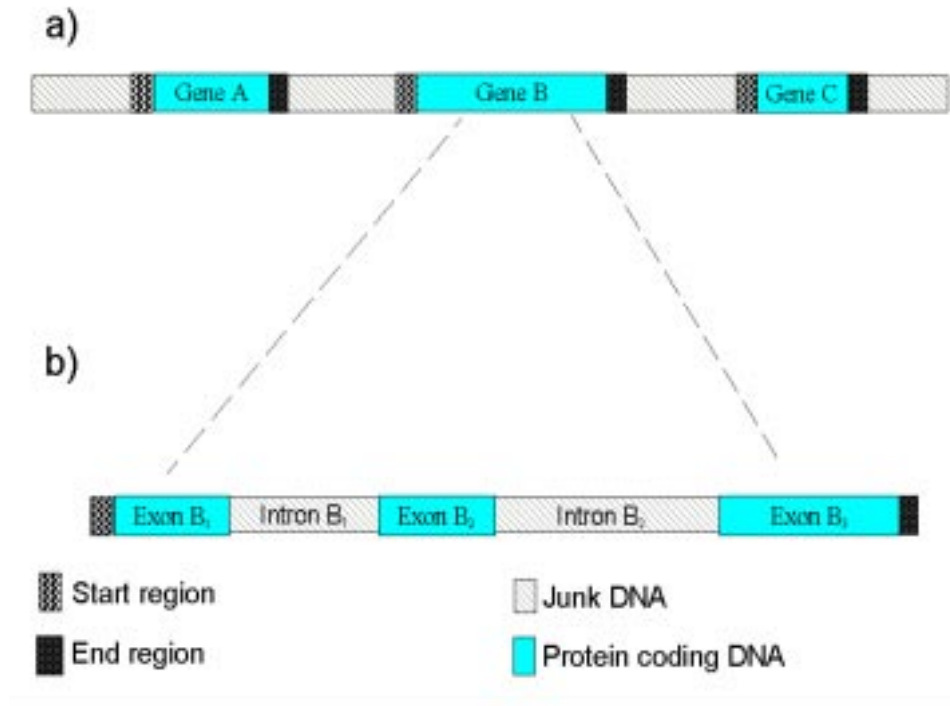 a)
Gene A Gene B Gene C
b)
Exon B₁ Intron B₁ Exon B₂ Intron B₂ Exon B₃
Start region Junk DNA
End region Protein coding DNA